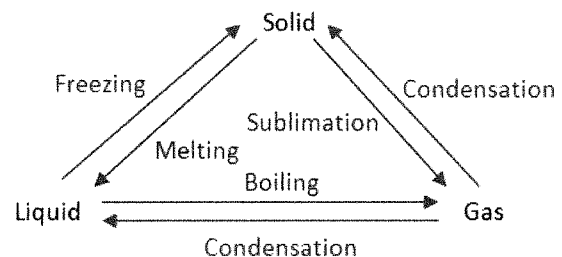 Solid
Freezing
Condensation
Sublimation
Melting
Boiling
Liquid
Gas
Condensation